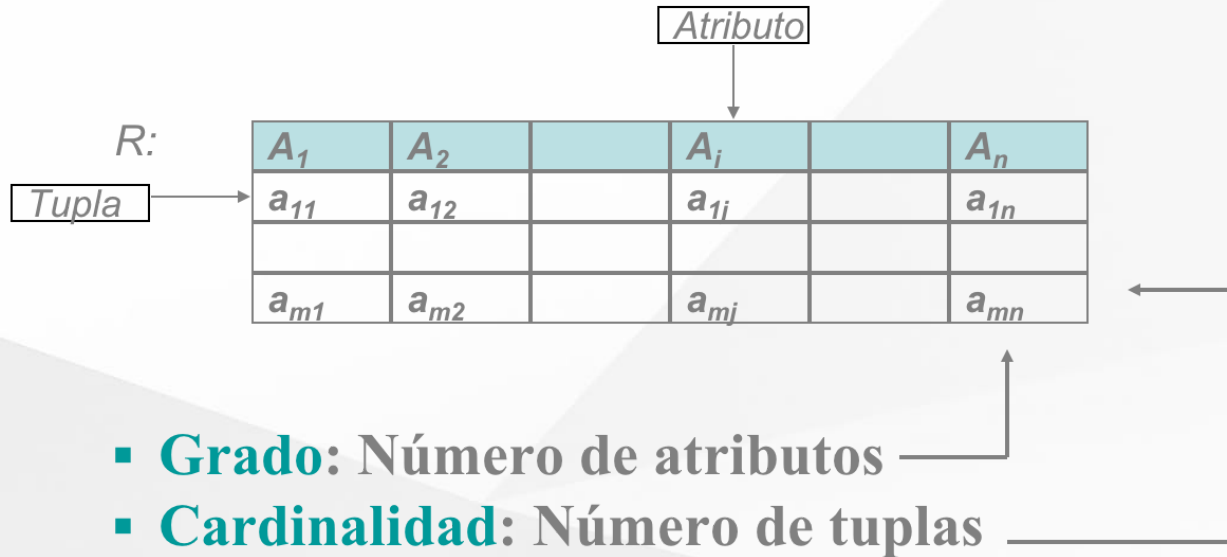 Atributo
R:
A1 A2 Ai An
Tupla
a11 a12 a1j a1n
am1 am2 amj amn
▪ Grado: Número de atributos
▪ Cardinalidad: Número de tuplas